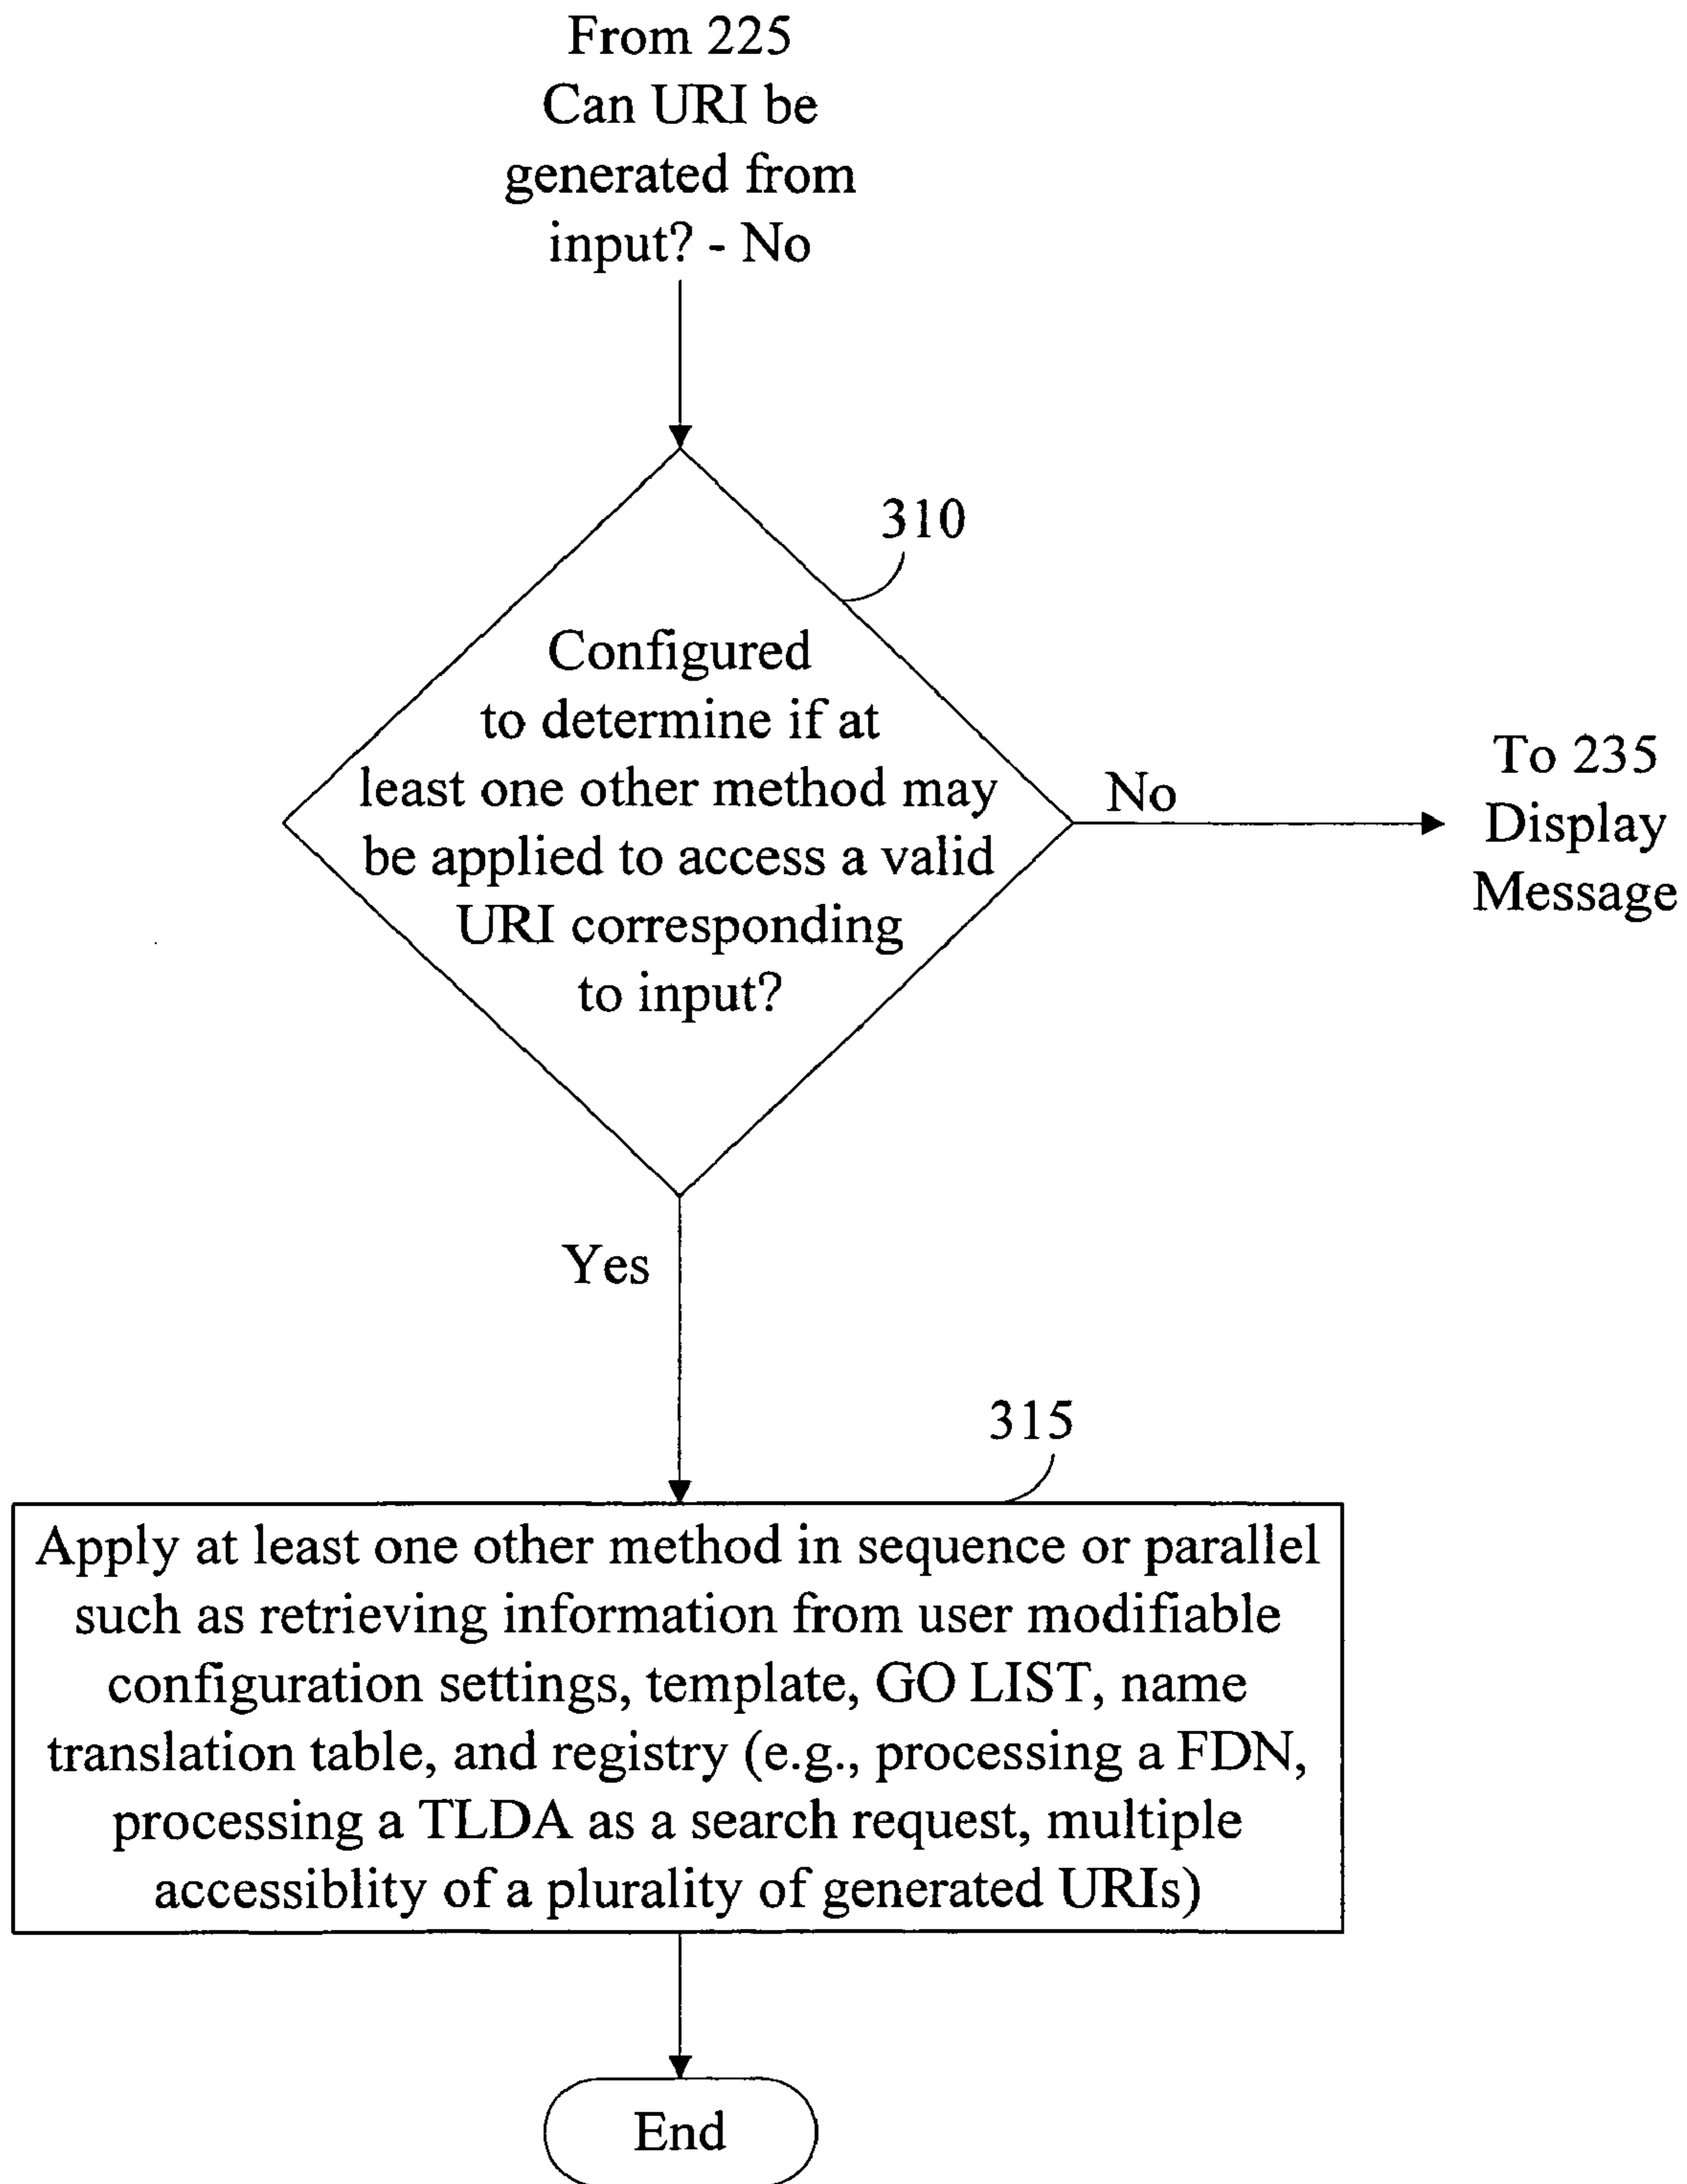 From 225
Can URI be
generated from
input? - No
310
Configured
to determine if at
least one other method may
be applied to access a valid
URI corresponding
to input?
No
To 235
Display
Message
Yes
315
Apply at least one other method in sequence or parallel
such as retrieving information from user modifiable
configuration settings, template, GO LIST, name
translation table, and registry (e.g., processing a FDN,
processing a TLDA as a search request, multiple
accessiblity of a plurality of generated URIs)
End